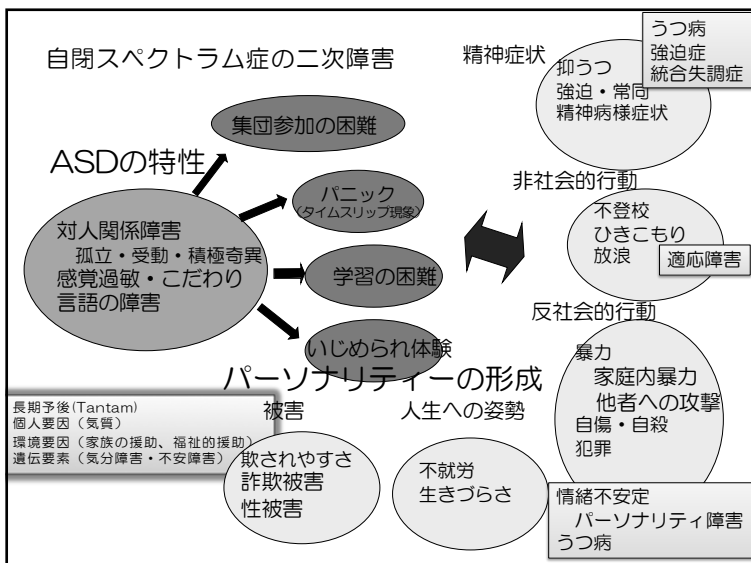 自閉スペクトラム症の二次障害
ASDの特性
対人関係障害
孤立・受動・積極奇異
感覚過敏・こだわり
言語の障害
集団参加の困難
パニック
(タイムスリップ現象)
学習の困難
いじめられ体験
精神症状
抑うつ
強迫・常同
精神病様症状
うつ病
強迫症
統合失調症
非社会的行動
不登校
ひきこもり
放浪
適応障害
反社会的行動
暴力
家庭内暴力
他者への攻撃
自傷・自殺
犯罪
情緒不安定
パーソナリティ障害
うつ病
パーソナリティーの形成
長期予後(Tantam)
個人要因(気質)
環境要因(家族の援助、福祉的援助)
遺伝要素(気分障害・不安障害)
被害
欺されやすさ
詐欺被害
性被害
人生への姿勢
不就労
生きづらさ